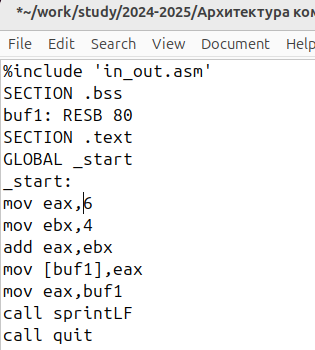 *~/work/study/2024-2025/Архитектура ком
File Edit Search View Document Help
%include 'in_out.asm'
SECTION .bss
buf1: RESB 80
SECTION .text
GLOBAL _start
_start:
mov eax,6
mov ebx,4
add eax,ebx
mov [buf1],eax
mov eax,buf1
call sprintLF
call quit